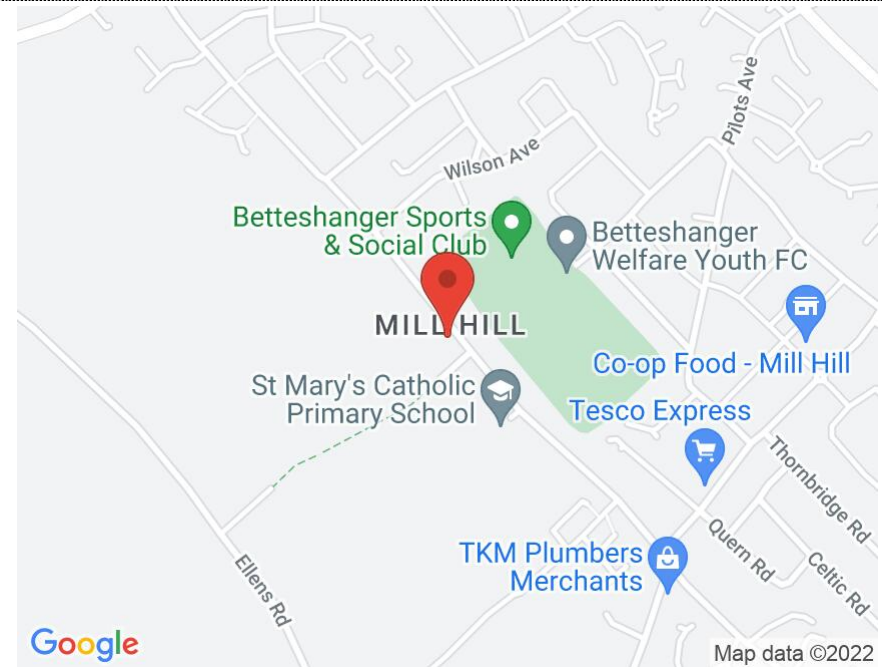 Pilots Ave
Wilson Ave
Betteshanger Sports
& Social Club
Betteshanger
Welfare Youth FC
MILL HILL
Co-op Food - Mill Hill
St Mary's Catholic
Primary School
Tesco Express
Thornbridge Rd
Quern Rd
Celtic Rd
TKM Plumbers
Merchants
Ellens Rd
Google
Map data ©2022